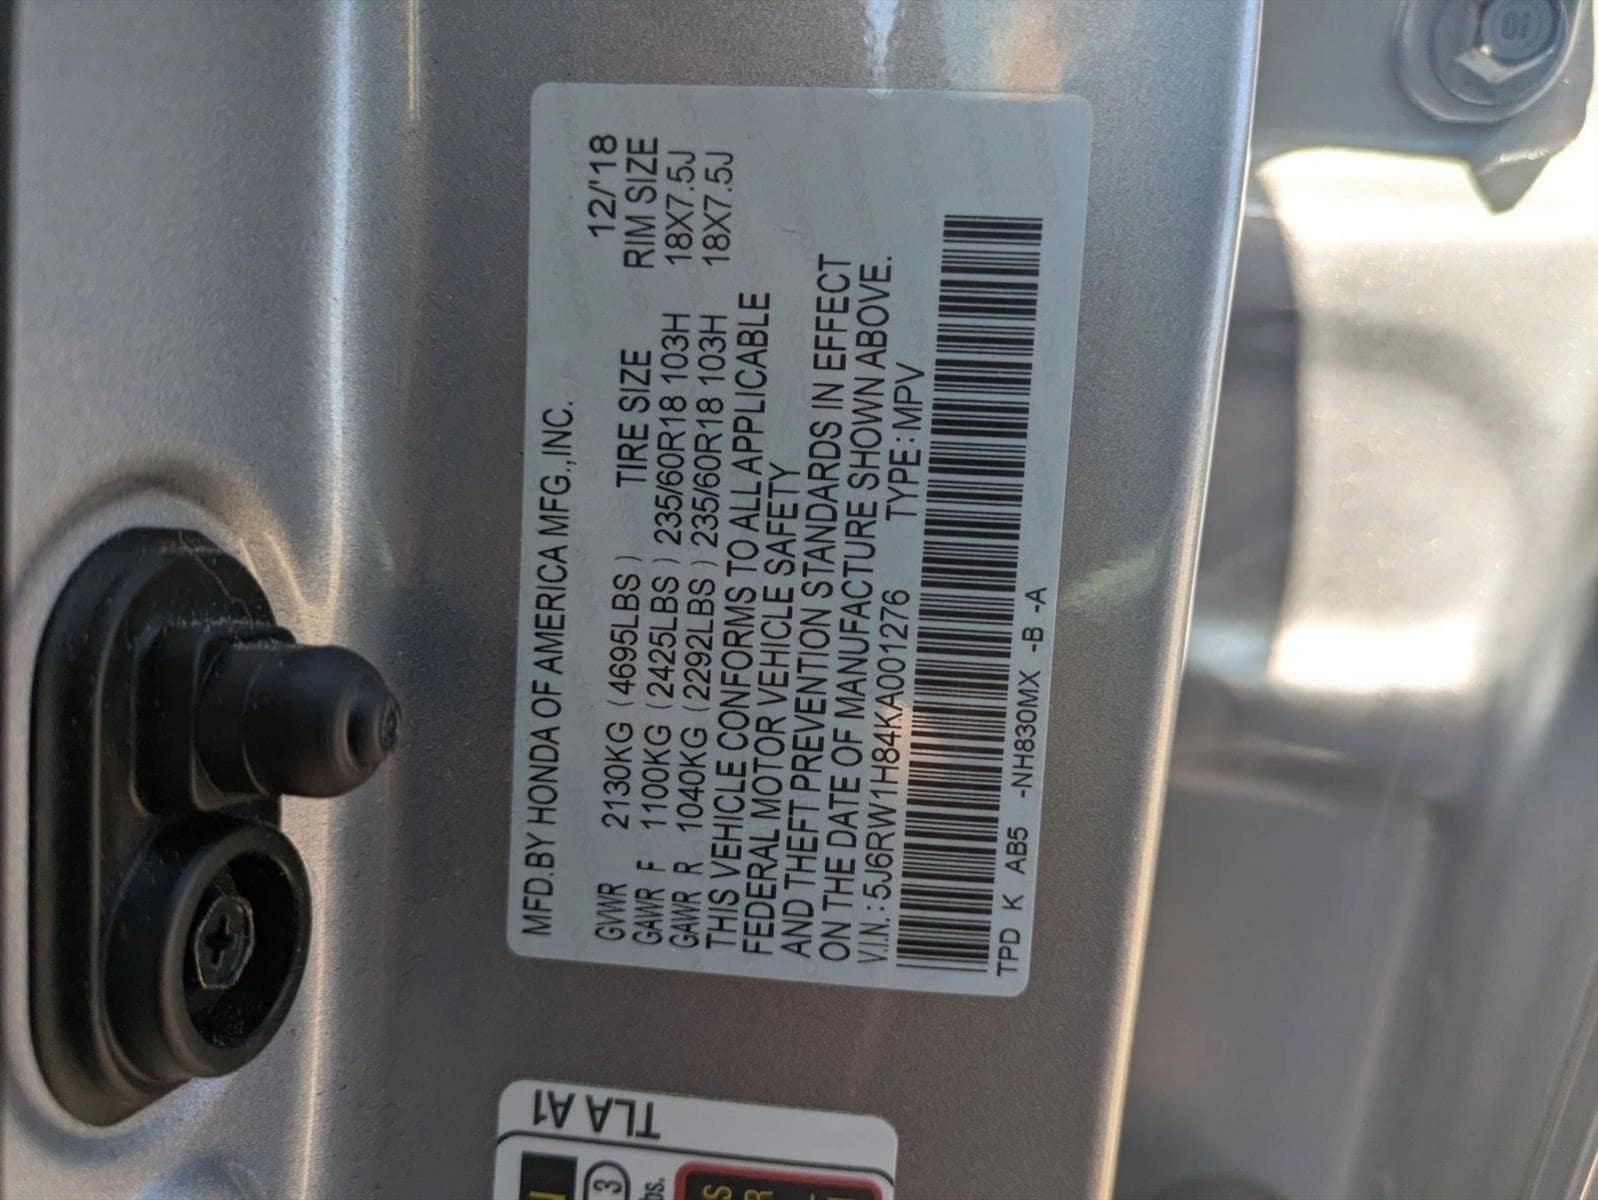 MFD.BY HONDA OF AMERICA MFG.,INC.
12/'18
GVWR 2130KG (4695LBS) TIRE SIZE RIM SIZE
GAWR F 1100KG (2425LBS) 235/60R18 103H 18X7.5J
GAWR R 1040KG (2292LBS) 235/60R18 103H 18X7.5J
THIS VEHICLE CONFORMS TO ALL APPLICABLE
FEDERAL MOTOR VEHICLE SAFETY
AND THEFT PREVENTION STANDARDS IN EFFECT
ON THE DATE OF MANUFACTURE SHOWN ABOVE.
V.I.N.:5J6RW1H84KA001276 TYPE:MPV
TPD K AB5 -NH830MX -B -A
TLA A1
3
bs.